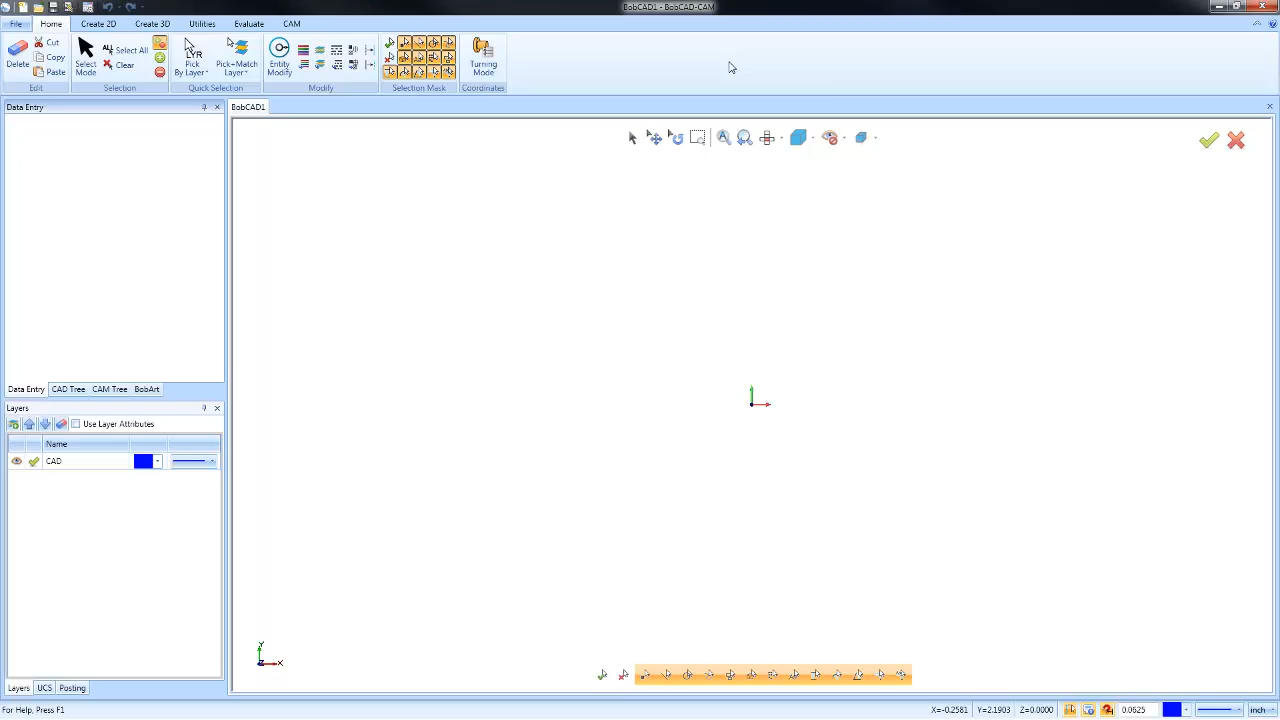 BobCAD1 - BobCAD-CAM
File Home Create 2D Create 3D Utilities Evaluate CAM
Delete
Cut
Copy
Paste
Edit
Select Mode
Select All
Clear
Selection
LYR
Pick By Layer
Pick-Match Layer
Quick Selection
Entity Modify
Modify
Selection Mask
Turning Mode
Coordinates
Data Entry
BobCAD1
Data Entry CAD Tree CAM Tree BobArt
Layers
Use Layer Attributes
Name
CAD
Y
Z X
Layers UCS Posting
For Help, Press F1
X=-0.2581 Y=2.1903 Z=0.0000 0.0625 inch